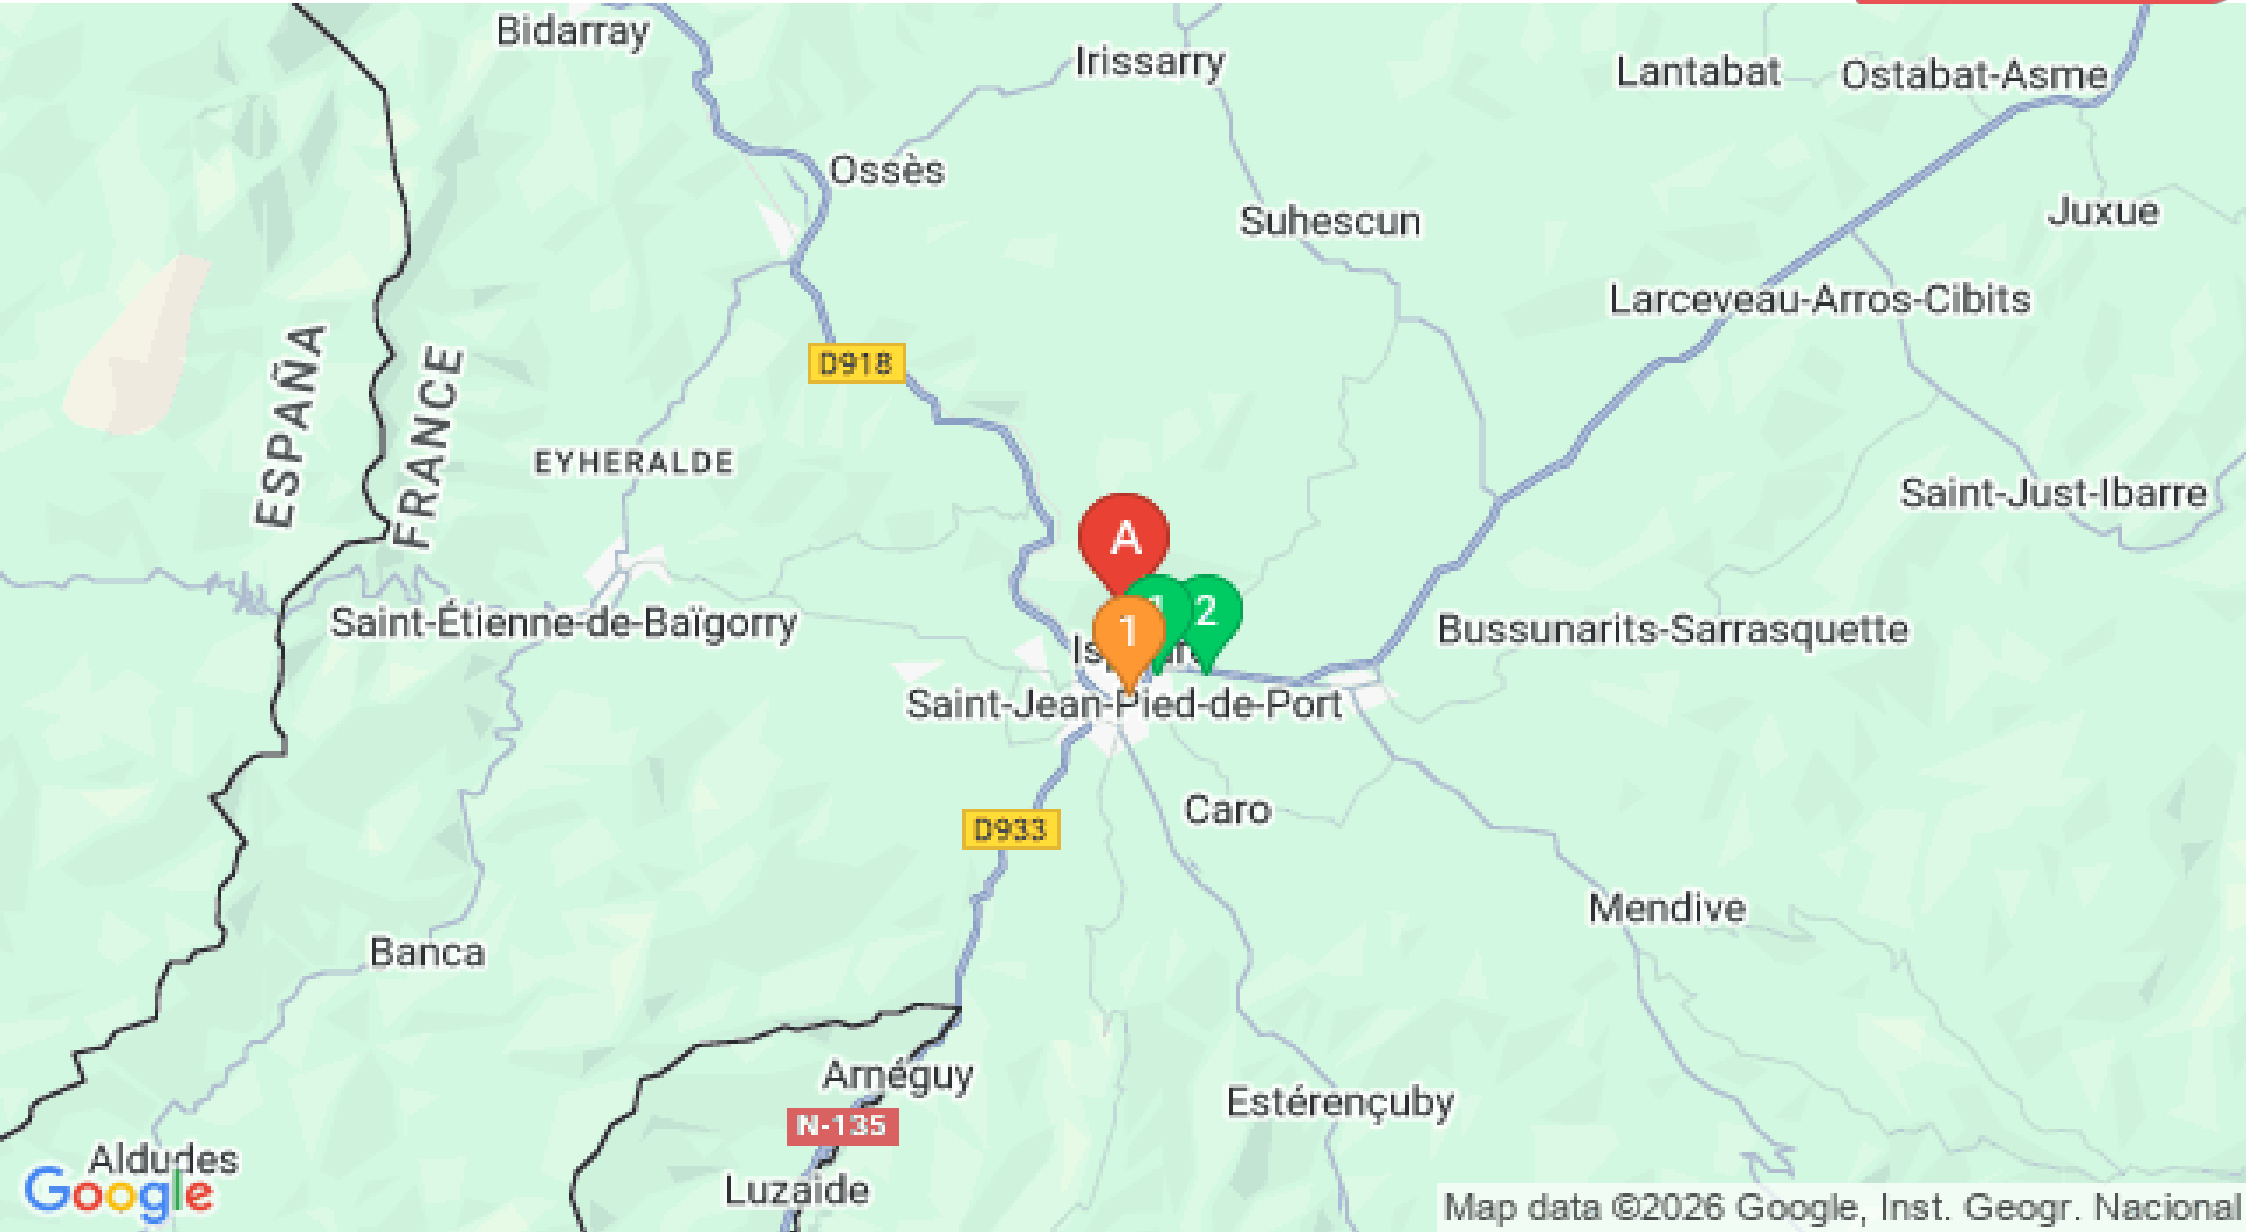 Bidarray
Irissarry
Lantabat
Ostabat-Asme
Ossès
Suhescun
Juxue
Larceveau-Arros-Cibits
ESPAÑA
FRANCE
D918
EYHERALDE
Saint-Just-Ibarre
A
1
2
1
Saint-Étienne-de-Baïgorry
Bussunarits-Sarrasquette
Saint-Jean-Pied-de-Port
Caro
D933
Mendive
Banca
Arnéguy
Estérençuby
N-135
Aldudes
Luzaide
Google
Map data ©2026 Google, Inst. Geogr. Nacional